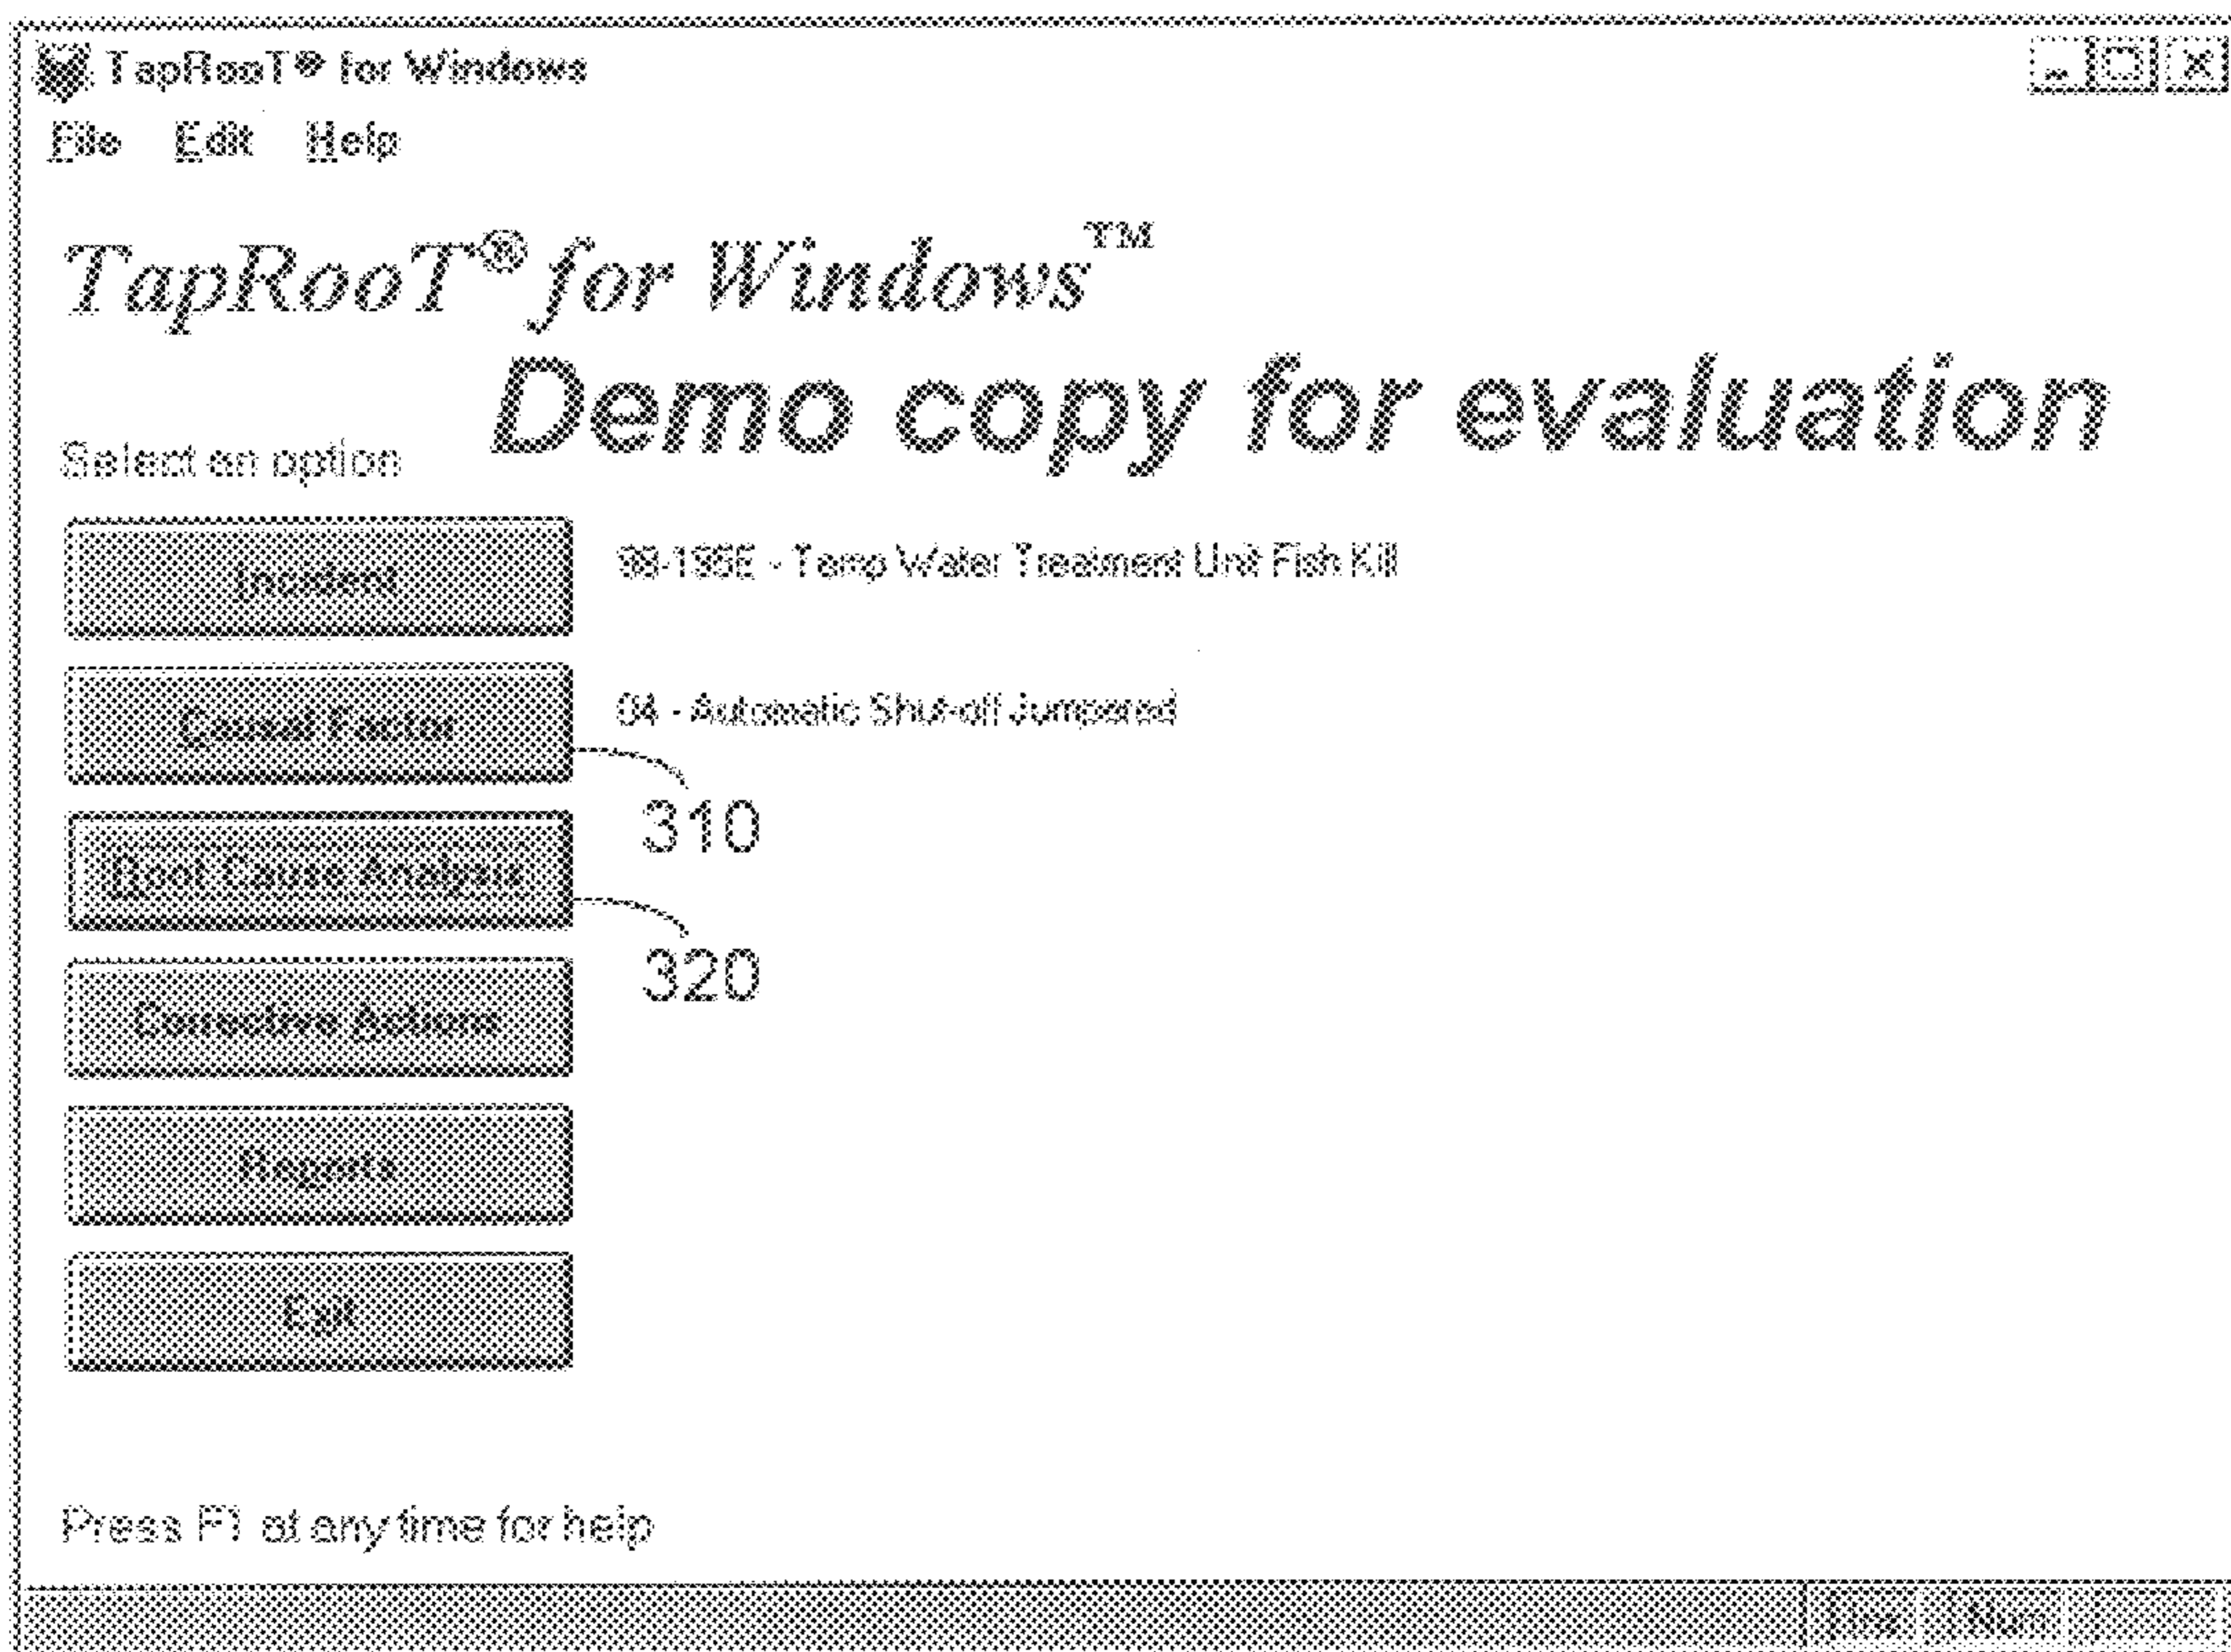 TapRooT® for Windows
File Edit Help
TapRooT® for Windows™
Demo copy for evaluation
Select an option
Incident
- Temp Water Treatment Unit Fish Kill
Causal Factor
04 - Automatic Shut-off Jumpered
310
Root Cause Analysis
320
Corrective Actions
Reports
Exit
Press F1 at any time for help
Num